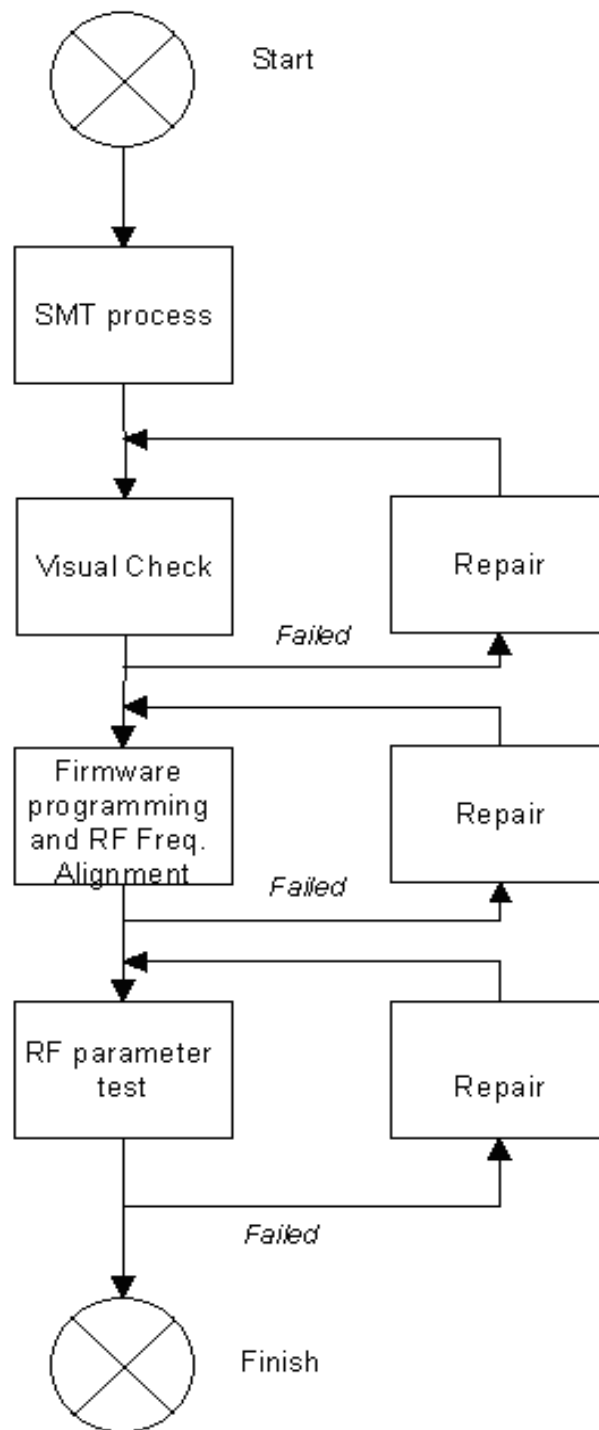 Start
SMT process
Visual Check
Repair
Failed
Firmware
programming
and RF Freq.
Alignment
Repair
Failed
RF parameter
test
Repair
Failed
Finish